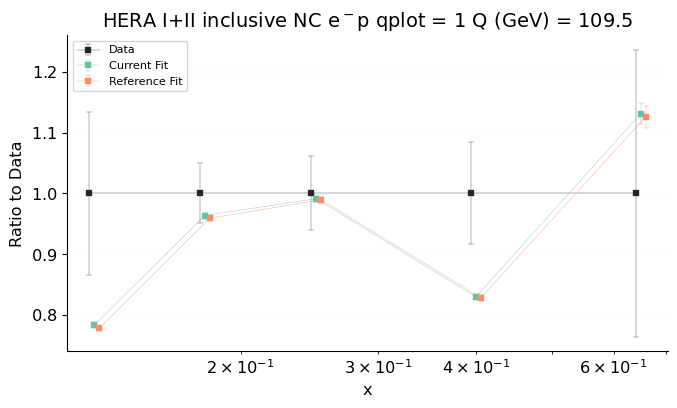 HERA I+II inclusive NC e⁻p qplot = 1 Q (GeV) = 109.5
Data
Current Fit
Reference Fit
Ratio to Data
1.2
1.1
1.0
0.9
0.8
2 × 10⁻¹ 3 × 10⁻¹ 4 × 10⁻¹ 6 × 10⁻¹
x